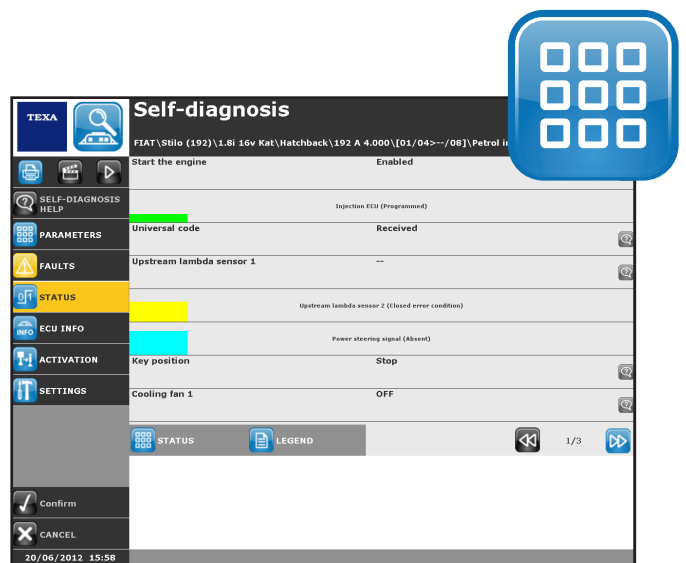 TEXA
Self-diagnosis
FIAT\Stilo (192)\1.8i 16v Kat\Hatchback\192 A 4.000\[01/04>--/08]\Petrol
Start the engine Enabled
Injection ECU (Programmed)
SELF-DIAGNOSIS
HELP
Universal code Received
PARAMETERS
Upstream lambda sensor 1 --
FAULTS
STATUS
Upstream lambda sensor 2 (Closed error condition)
INFO ECU INFO
Power steering signal (Absent)
ACTIVATION
Key position Stop
SETTINGS
Cooling fan 1 OFF
STATUS LEGEND 1/3
Confirm
CANCEL
20/06/2012 15:58